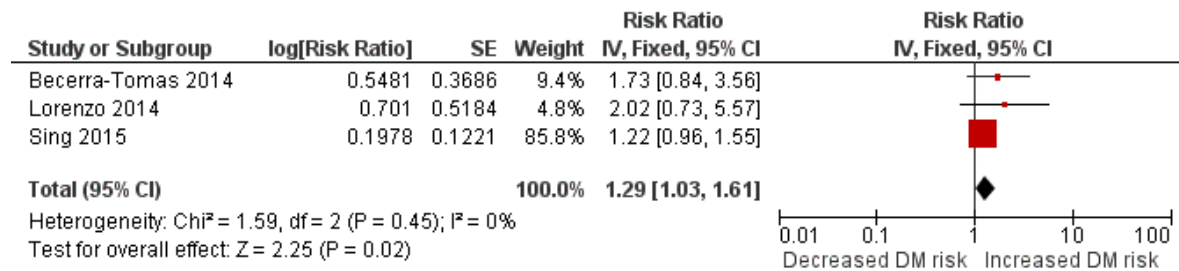 Risk Ratio Risk Ratio
Study or Subgroup log[Risk Ratio] SE Weight IV, Fixed, 95% CI IV, Fixed, 95% CI
Becerra-Tomas 2014 0.5481 0.3686 9.4% 1.73 [0.84, 3.56]
Lorenzo 2014 0.701 0.5184 4.8% 2.02 [0.73, 5.57]
Sing 2015 0.1978 0.1221 85.8% 1.22 [0.96, 1.55]
Total (95% CI) 100.0% 1.29 [1.03, 1.61]
Heterogeneity: Chi² = 1.59, df = 2 (P = 0.45); I² = 0%
Test for overall effect: Z = 2.25 (P = 0.02)
0.01 0.1 1 10 100
Decreased DM risk Increased DM risk